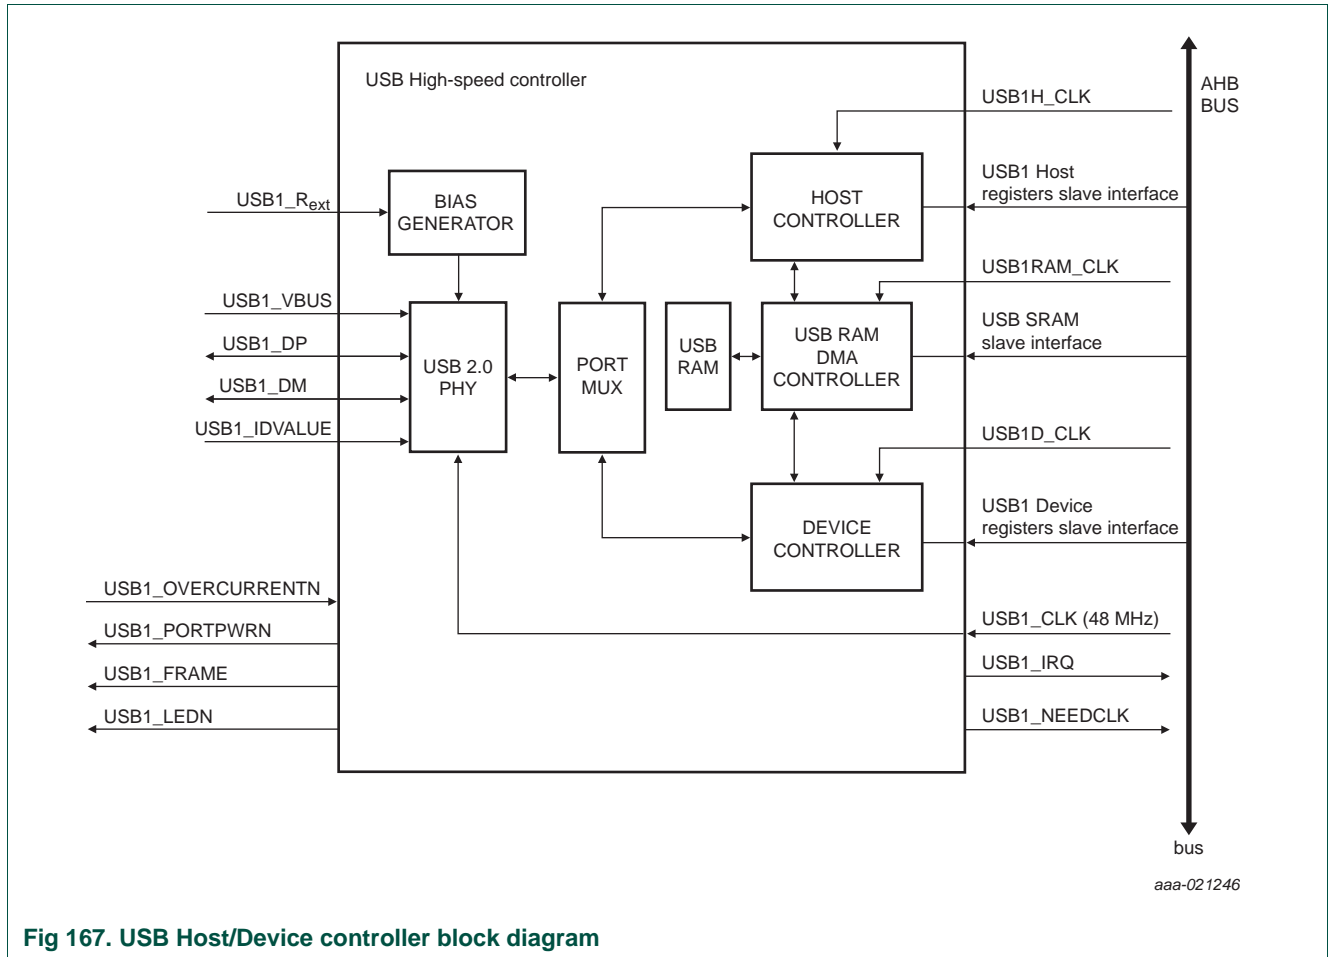 USB High-speed controller
AHB
BUS
USB1H_CLK
USB1 Host
registers slave interface
USB1_Rext
BIAS
GENERATOR
HOST
CONTROLLER
USB1RAM_CLK
USB1_VBUS
USB1_DP
USB1_DM
USB1_IDVALUE
USB 2.0
PHY
PORT
MUX
USB
RAM
USB RAM
DMA
CONTROLLER
USB SRAM
slave interface
USB1D_CLK
USB1 Device
registers slave interface
DEVICE
CONTROLLER
USB1_OVERCURRENTN
USB1_PORTPWRN
USB1_FRAME
USB1_LEDN
USB1_CLK (48 MHz)
USB1_IRQ
USB1_NEEDCLK
bus
aaa-021246
Fig 167. USB Host/Device controller block diagram